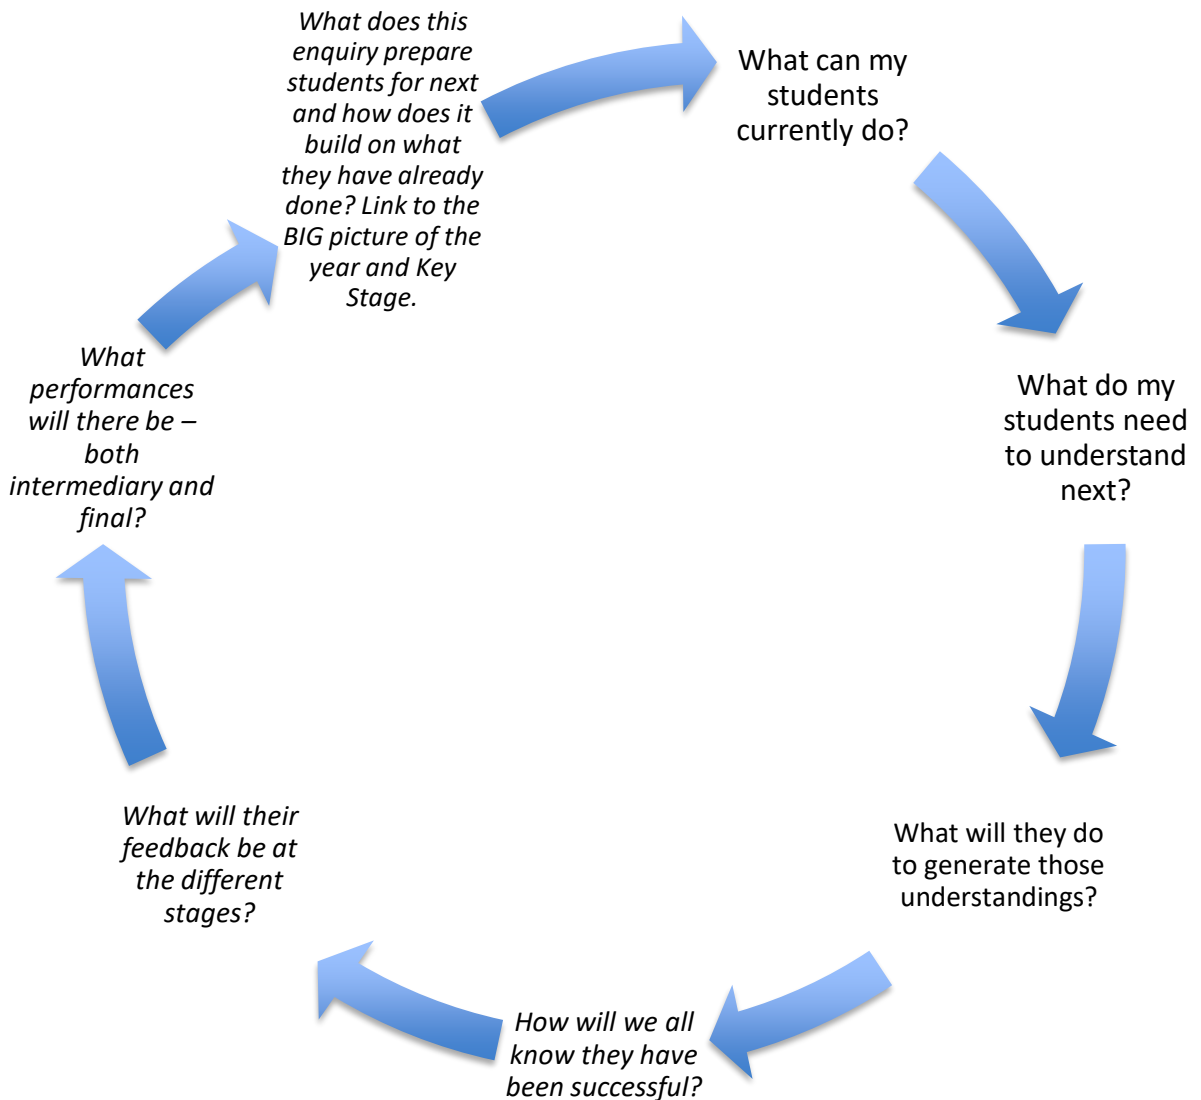 What does this
enquiry prepare
students for next
and how does it
build on what
they have already
done? Link to the
BIG picture of the
year and Key
Stage.
What can my
students
currently do?
What do my
students need
to understand
next?
What will they do
to generate those
understandings?
How will we all
know they have
been successful?
What will their
feedback be at
the different
stages?
What
performances
will there be –
both
intermediary and
final?